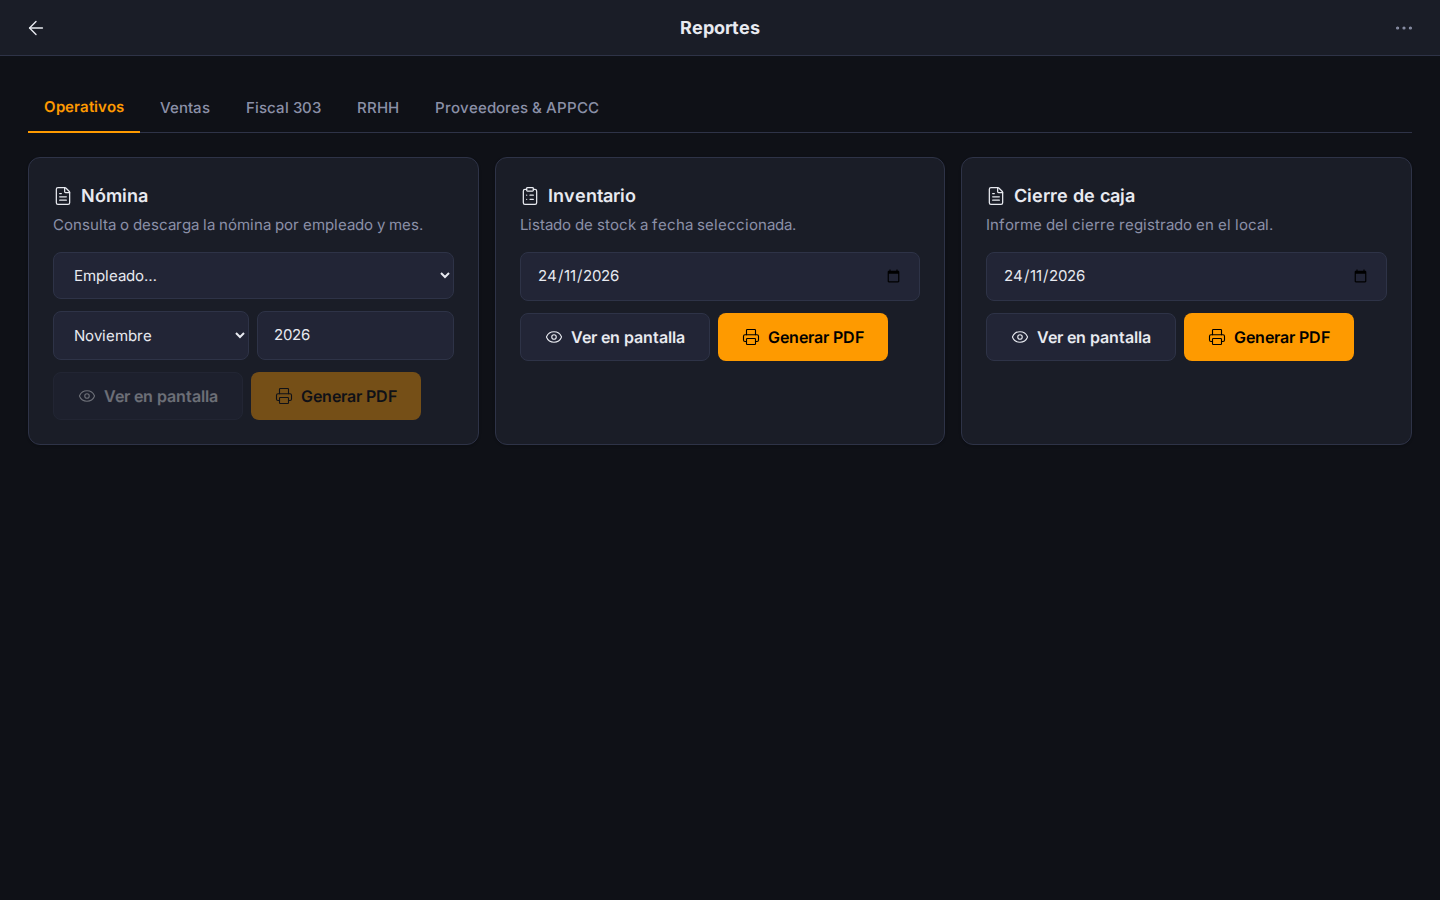 Reportes
Operativos
Ventas
Fiscal 303
RRHH
Proveedores & APPCC
Nómina
Consulta o descarga la nómina por empleado y mes.
Empleado...
Noviembre
2026
Ver en pantalla
Generar PDF
Inventario
Listado de stock a fecha seleccionada.
24/11/2026
Ver en pantalla
Generar PDF
Cierre de caja
Informe del cierre registrado en el local.
24/11/2026
Ver en pantalla
Generar PDF